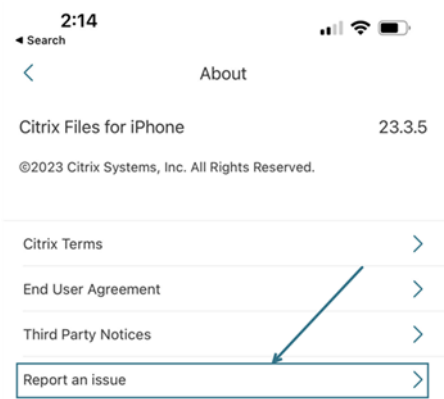 2:14
◀ Search
About
Citrix Files for iPhone 23.3.5
©2023 Citrix Systems, Inc. All Rights Reserved.
Citrix Terms
End User Agreement
Third Party Notices
Report an issue